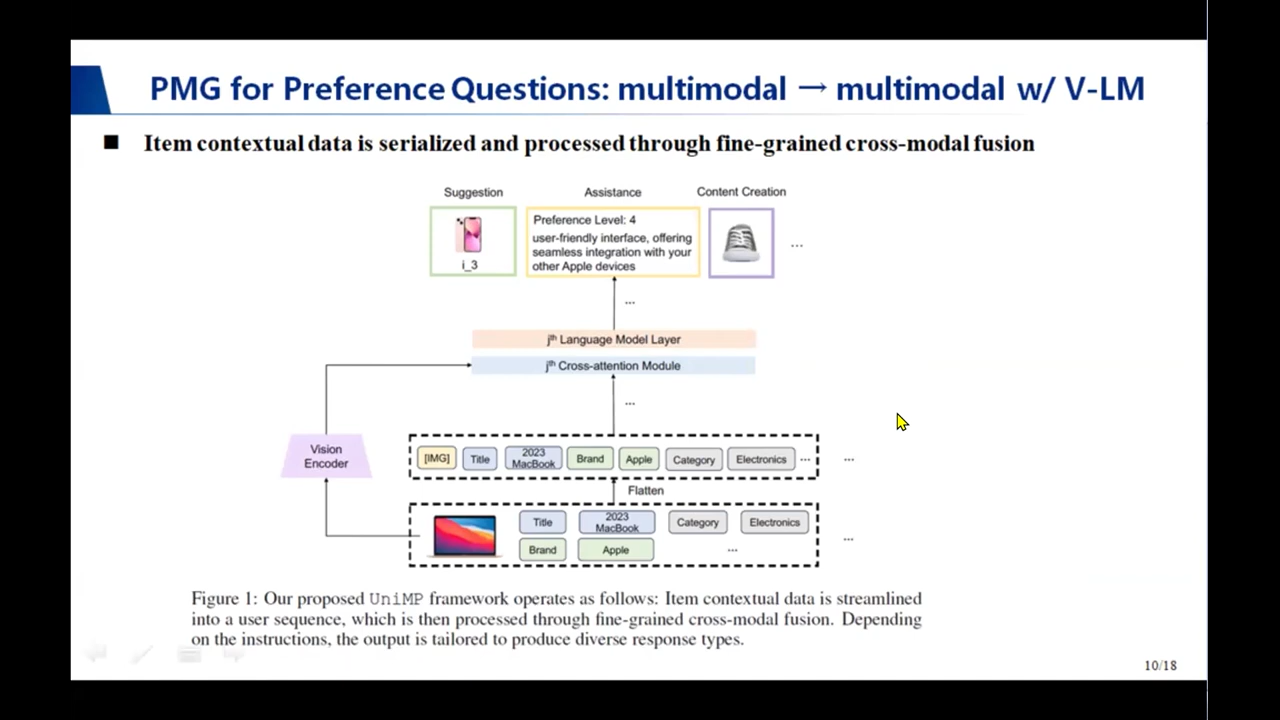 PMG for Preference Questions: multimodal → multimodal w/ V-LM
■ Item contextual data is serialized and processed through fine-grained cross-modal fusion
Suggestion
Assistance
Content Creation
i_3
Preference Level: 4
user-friendly interface, offering
seamless integration with your
other Apple devices
...
...
jth Language Model Layer
jth Cross-attention Module
...
Vision
Encoder
[IMG] Title 2023 MacBook Brand Apple Category Electronics ...
...
Flatten
Title 2023 MacBook Category Electronics
Brand Apple ...
...
Figure 1: Our proposed UniMP framework operates as follows: Item contextual data is streamlined
into a user sequence, which is then processed through fine-grained cross-modal fusion. Depending
on the instructions, the output is tailored to produce diverse response types.
10/18